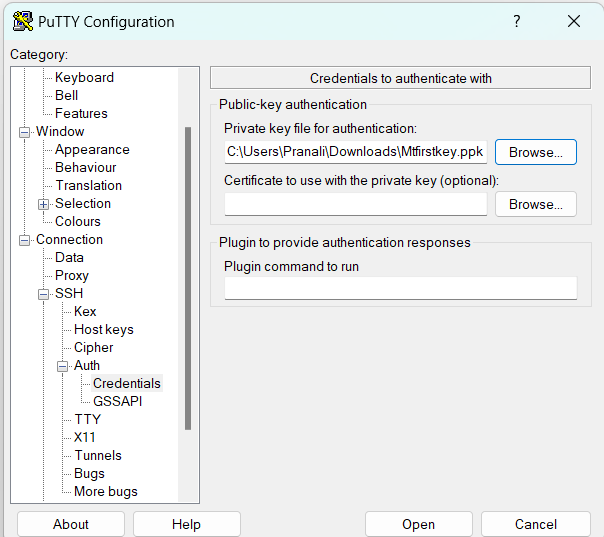 PuTTY Configuration
Category:
Keyboard
Bell
Features
Window
Appearance
Behaviour
Translation
Selection
Colours
Connection
Data
Proxy
SSH
Kex
Host keys
Cipher
Auth
Credentials
GSSAPI
TTY
X11
Tunnels
Bugs
More bugs
Credentials to authenticate with
Public-key authentication
Private key file for authentication:
C:\Users\Pranali\Downloads\Mtfirstkey.ppk Browse...
Certificate to use with the private key (optional):
Browse...
Plugin to provide authentication responses
Plugin command to run
About Help Open Cancel